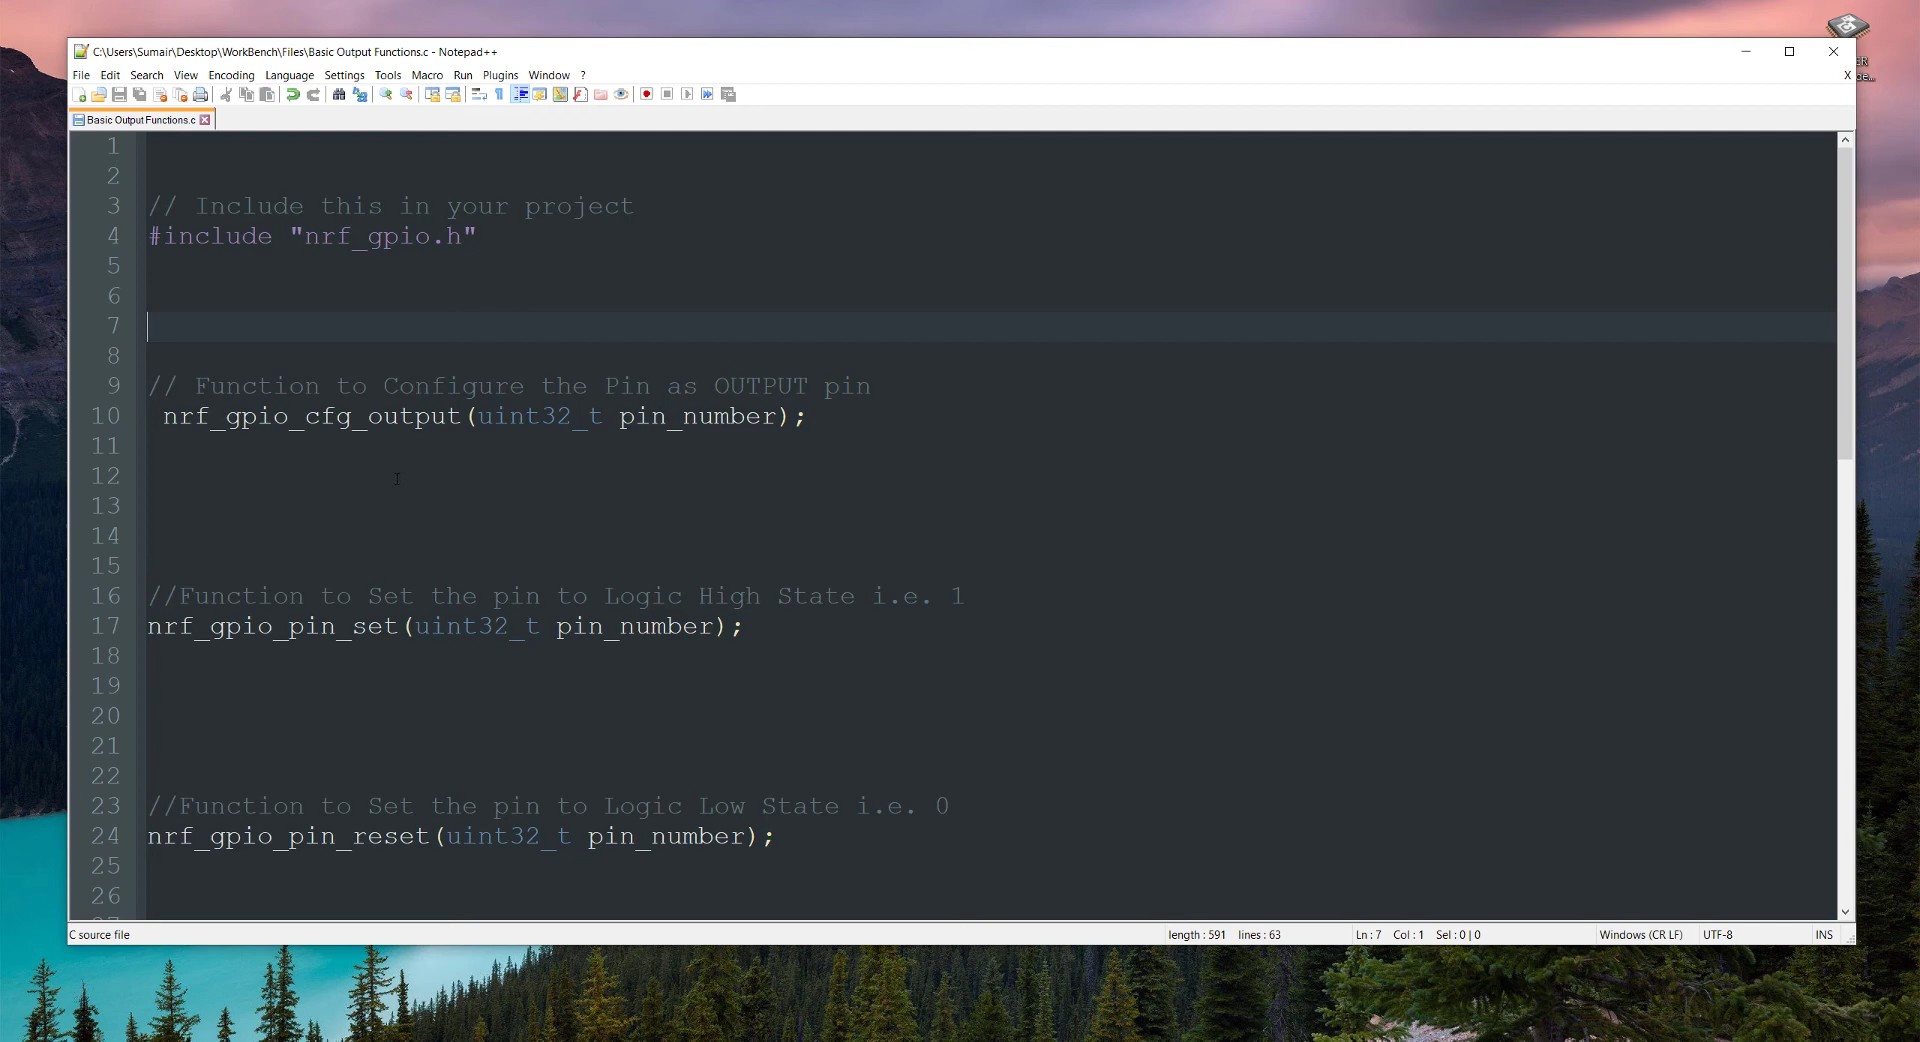 C:\Users\Sumair\Desktop\WorkBench\Files\Basic Output Functions.c - Notepad++
File Edit Search View Encoding Language Settings Tools Macro Run Plugins Window ? X
Basic Output Functions.c
1
2
3 // Include this in your project
4 #include "nrf_gpio.h"
5
6
7
8
9 // Function to Configure the Pin as OUTPUT pin
10 nrf_gpio_cfg_output(uint32_t pin_number);
11
12
13
14
15
16 //Function to Set the pin to Logic High State i.e. 1
17 nrf_gpio_pin_set(uint32_t pin_number);
18
19
20
21
22
23 //Function to Set the pin to Logic Low State i.e. 0
24 nrf_gpio_pin_reset(uint32_t pin_number);
25
26
C source file length : 591 lines : 63 Ln : 7 Col : 1 Sel : 0 | 0 Windows (CR LF) UTF-8 INS